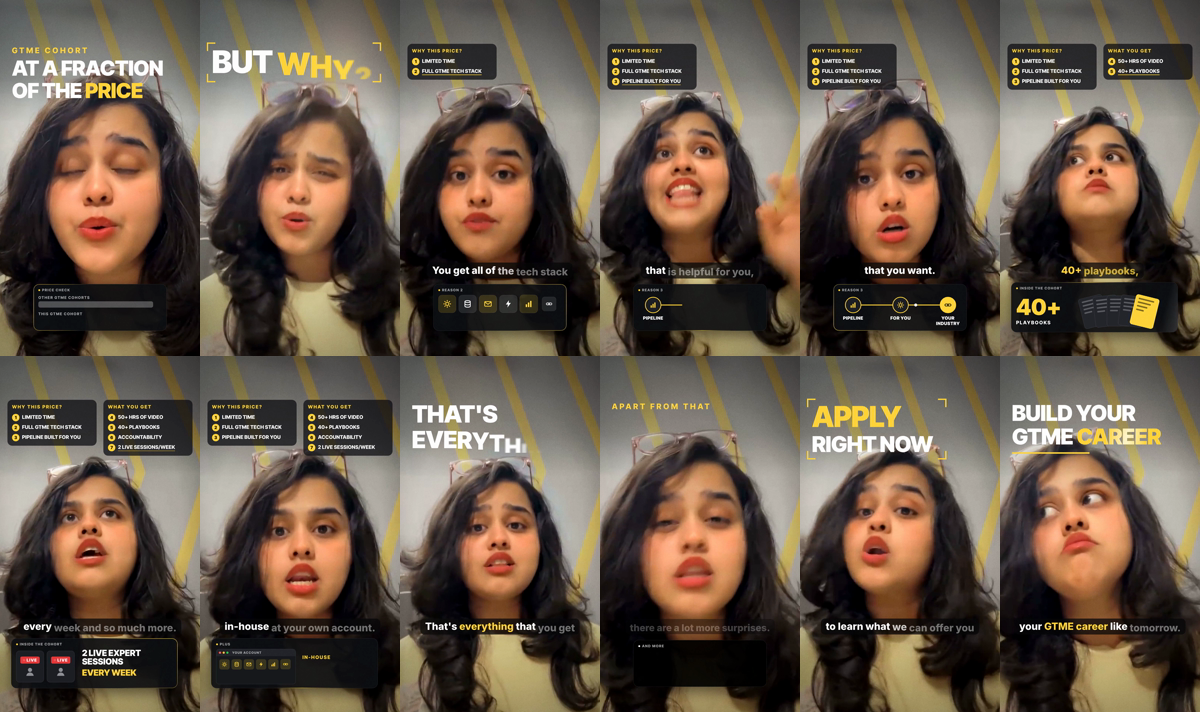 GTME COHORT
AT A FRACTION
OF THE PRICE
PRICE CHECK
OTHER GTME COHORTS
THIS GTME COHORT
BUT WHY?
WHY THIS PRICE?
1 LIMITED TIME
2 FULL GTME TECH STACK
You get all of the tech stack
REASON 2
WHY THIS PRICE?
1 LIMITED TIME
2 FULL GTME TECH STACK
3 PIPELINE BUILT FOR YOU
that is helpful for you,
REASON 3
PIPELINE
WHY THIS PRICE?
1 LIMITED TIME
2 FULL GTME TECH STACK
3 PIPELINE BUILT FOR YOU
that you want.
REASON 3
PIPELINE
FOR YOU
YOUR
INDUSTRY
WHY THIS PRICE?
1 LIMITED TIME
2 FULL GTME TECH STACK
3 PIPELINE BUILT FOR YOU
WHAT YOU GET
4 50+ HRS OF VIDEO
5 40+ PLAYBOOKS
40+ playbooks,
INSIDE THE COHORT
40+
PLAYBOOKS
WHY THIS PRICE?
1 LIMITED TIME
2 FULL GTME TECH STACK
3 PIPELINE BUILT FOR YOU
WHAT YOU GET
4 50+ HRS OF VIDEO
5 40+ PLAYBOOKS
6 ACCOUNTABILITY
7 2 LIVE SESSIONS/WEEK
every week and so much more.
INSIDE THE COHORT
LIVE
LIVE
2 LIVE EXPERT
SESSIONS
EVERY WEEK
WHY THIS PRICE?
1 LIMITED TIME
2 FULL GTME TECH STACK
3 PIPELINE BUILT FOR YOU
WHAT YOU GET
4 50+ HRS OF VIDEO
5 40+ PLAYBOOKS
6 ACCOUNTABILITY
7 2 LIVE SESSIONS/WEEK
in-house at your own account.
PLUS
YOUR ACCOUNT
IN-HOUSE
THAT'S
EVERYTHI
That's everything that you get
APART FROM THAT
there are a lot more surprises.
AND MORE
APPLY
RIGHT NOW
to learn what we can offer you
BUILD YOUR
GTME CAREER
your GTME career like tomorrow.